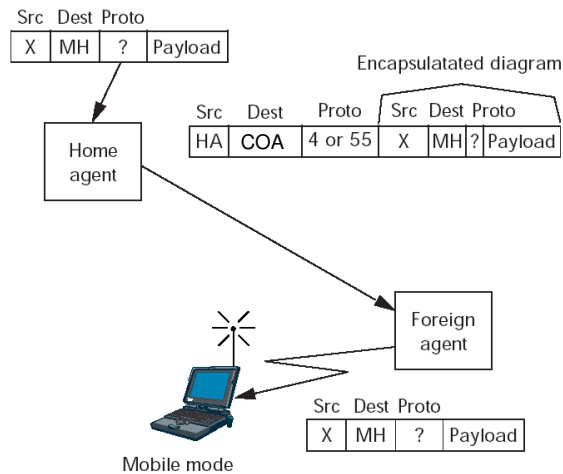 Src Dest Proto
X MH ? Payload
Encapsulatated diagram
Src Dest Proto Src Dest Proto
HA COA 4 or 55 X MH ? Payload
Home
agent
Foreign
agent
Src Dest Proto
X MH ? Payload
Mobile mode